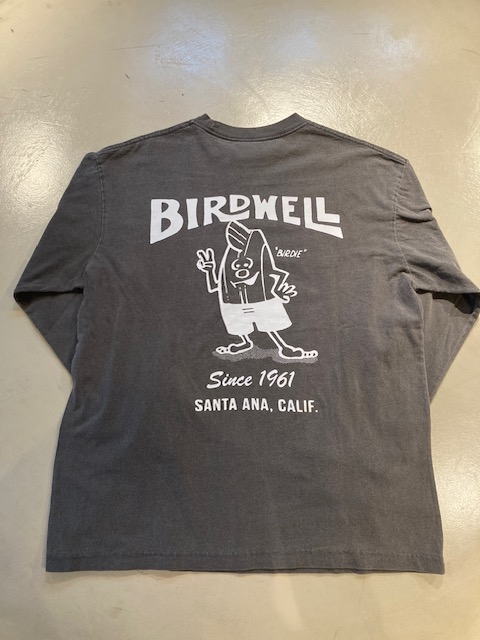 BIRDWELL
"BIRDIE"
Since 1961
SANTA ANA, CALIF.